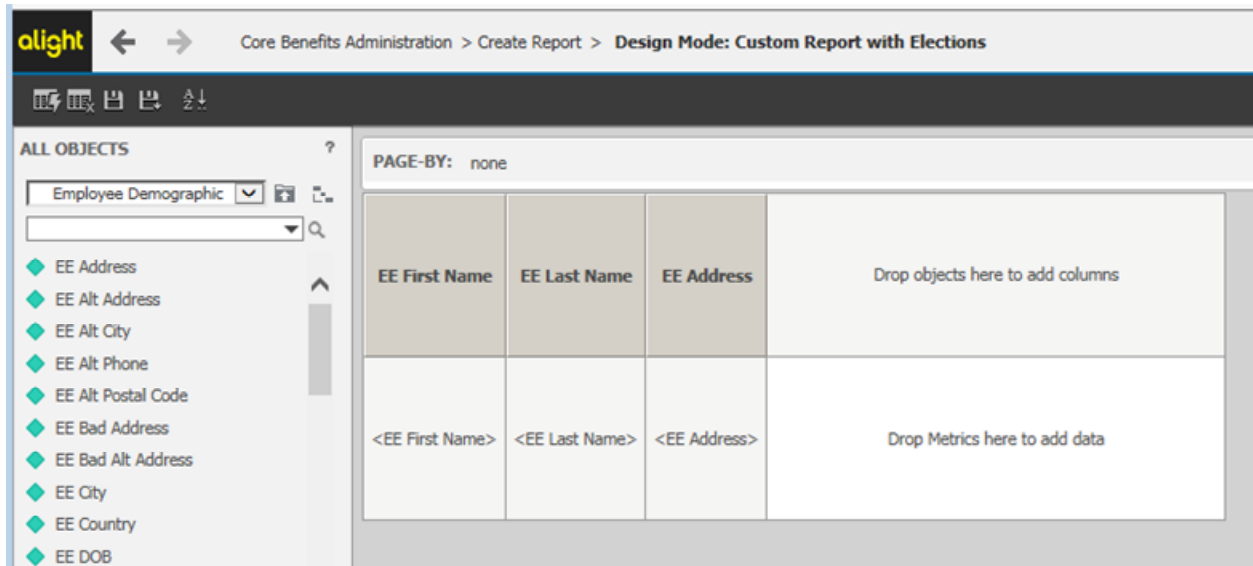 alight
Core Benefits Administration > Create Report > Design Mode: Custom Report with Elections
ALL OBJECTS ?
Employee Demographic
EE Address
EE Alt Address
EE Alt City
EE Alt Phone
EE Alt Postal Code
EE Bad Address
EE Bad Alt Address
EE City
EE Country
EE DOB
PAGE-BY: none
EE First Name EE Last Name EE Address Drop objects here to add columns
<EE First Name> <EE Last Name> <EE Address> Drop Metrics here to add data